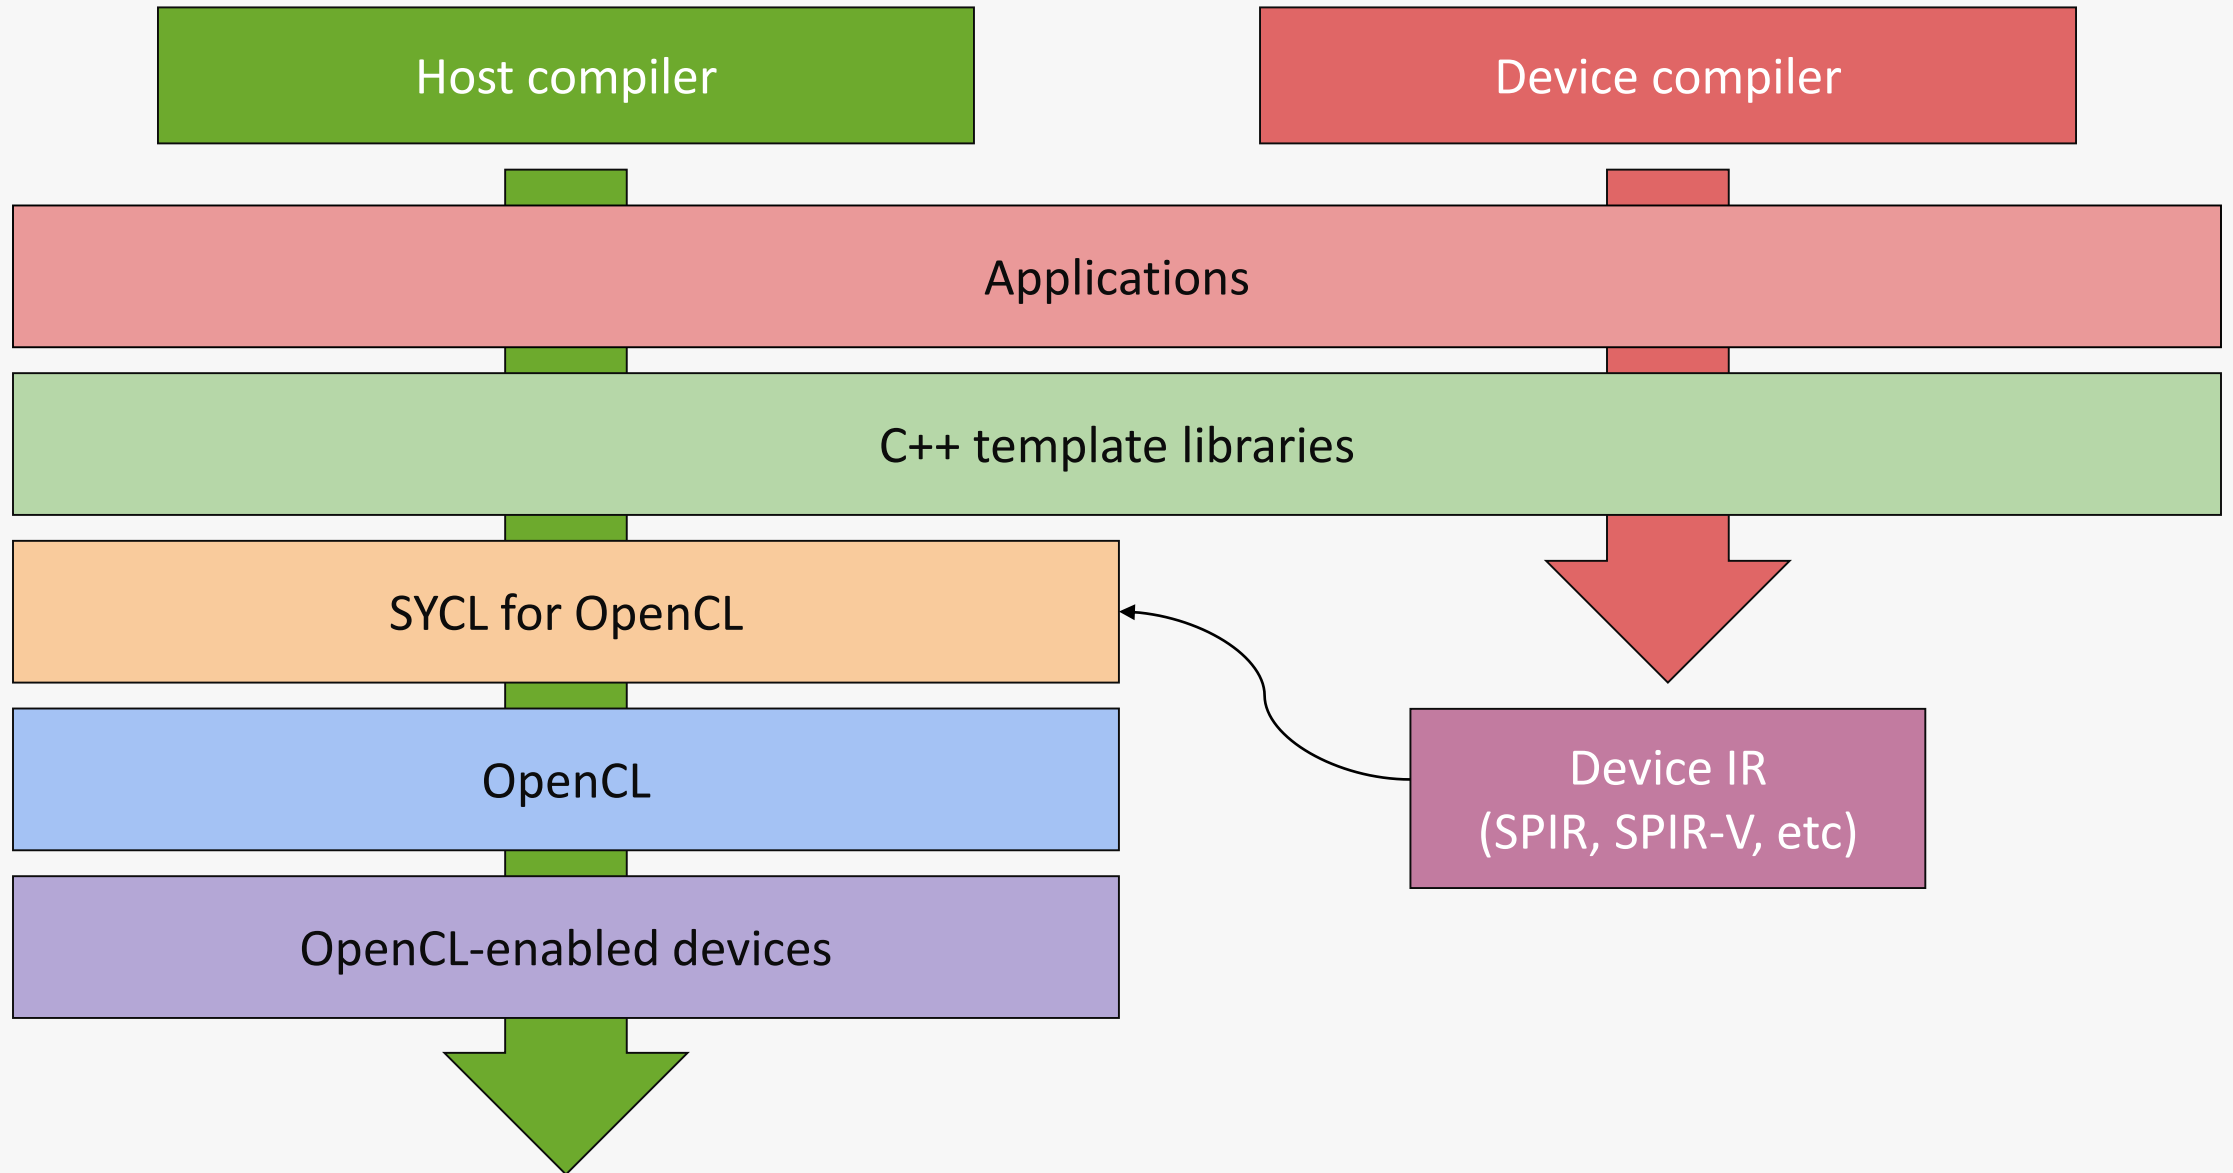 Host compiler
Device compiler
Applications
C++ template libraries
SYCL for OpenCL
OpenCL
Device IR
(SPIR, SPIR-V, etc)
OpenCL-enabled devices